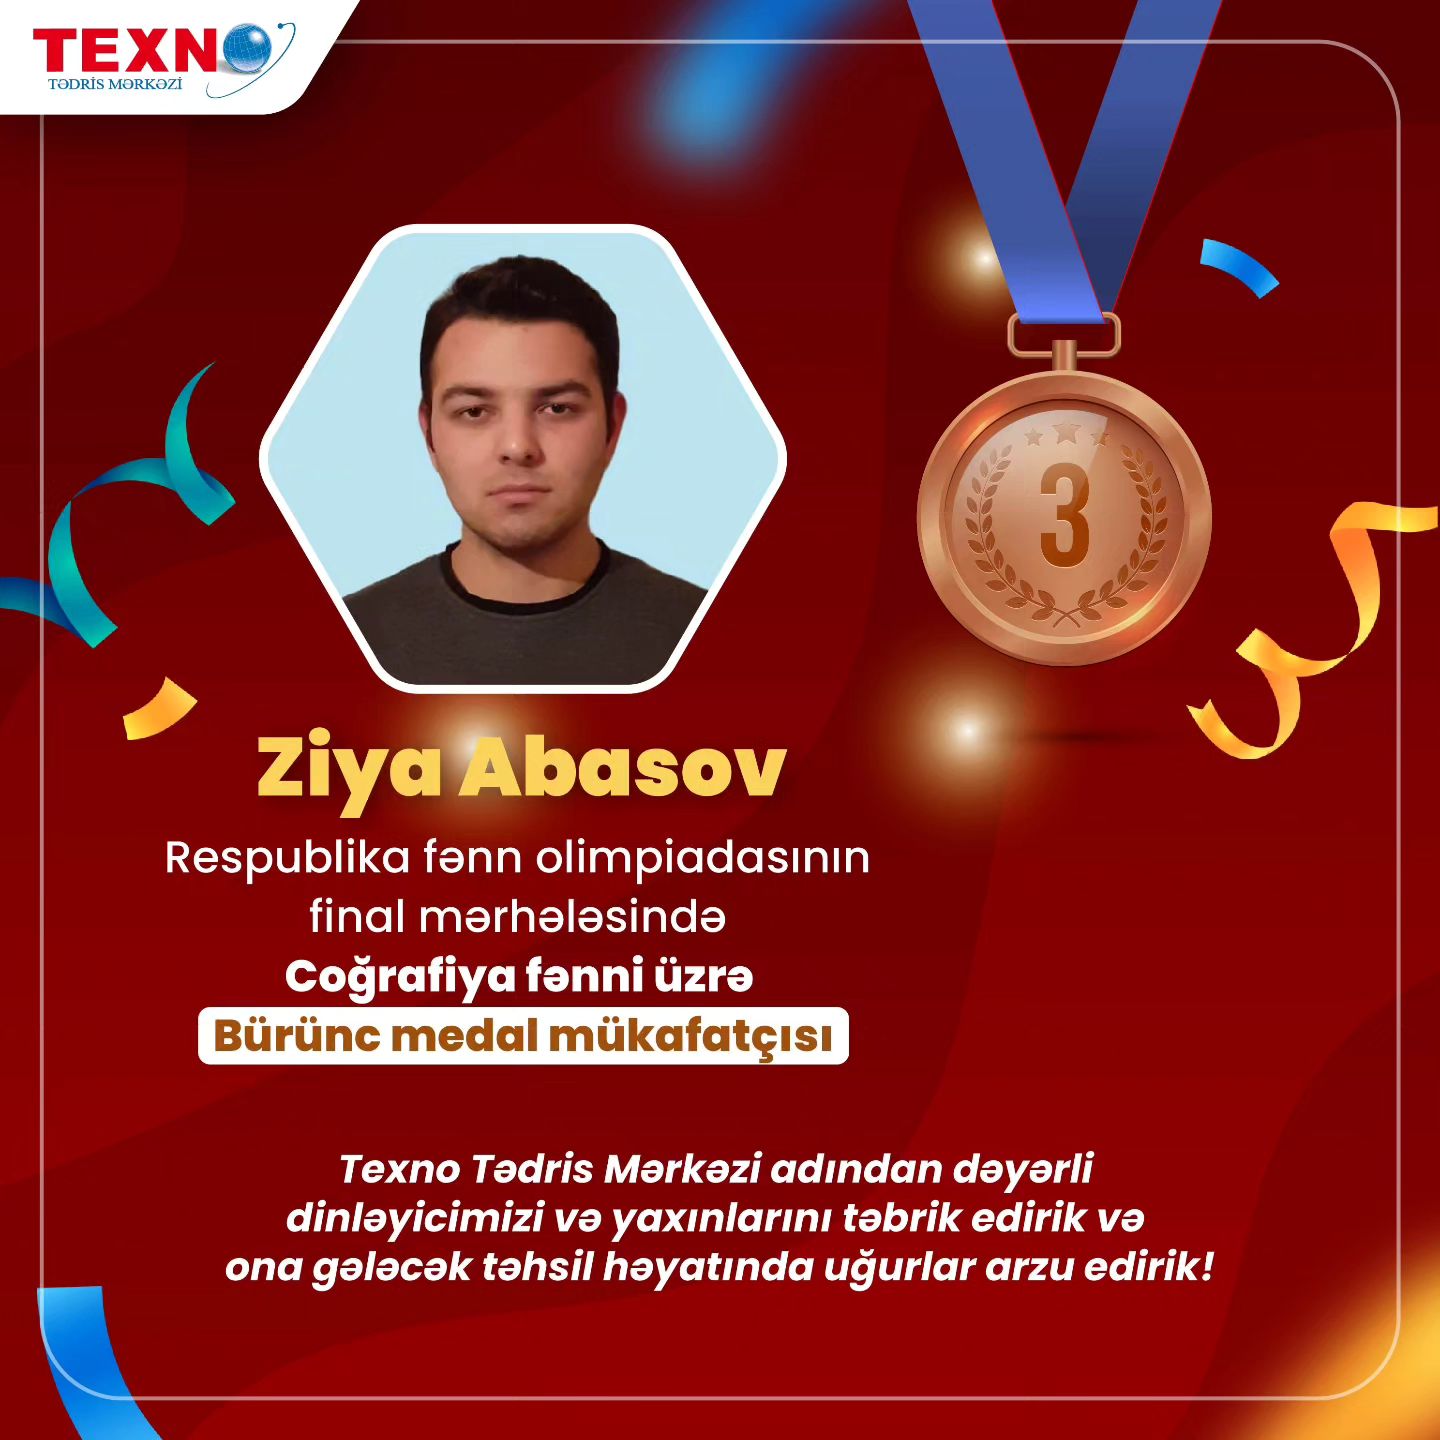 TEXNO
TƏDRİS MƏRKƏZİ
3
Ziya Abasov
Respublika fənn olimpiadasının
final mərhələsində
Coğrafiya fənni üzrə
Bürünc medal mükafatçısı
Texno Tədris Mərkəzi adından dəyərli
dinləyicimizi və yaxınlarını təbrik edirik və
ona gələcək təhsil həyatında uğurlar arzu edirik!